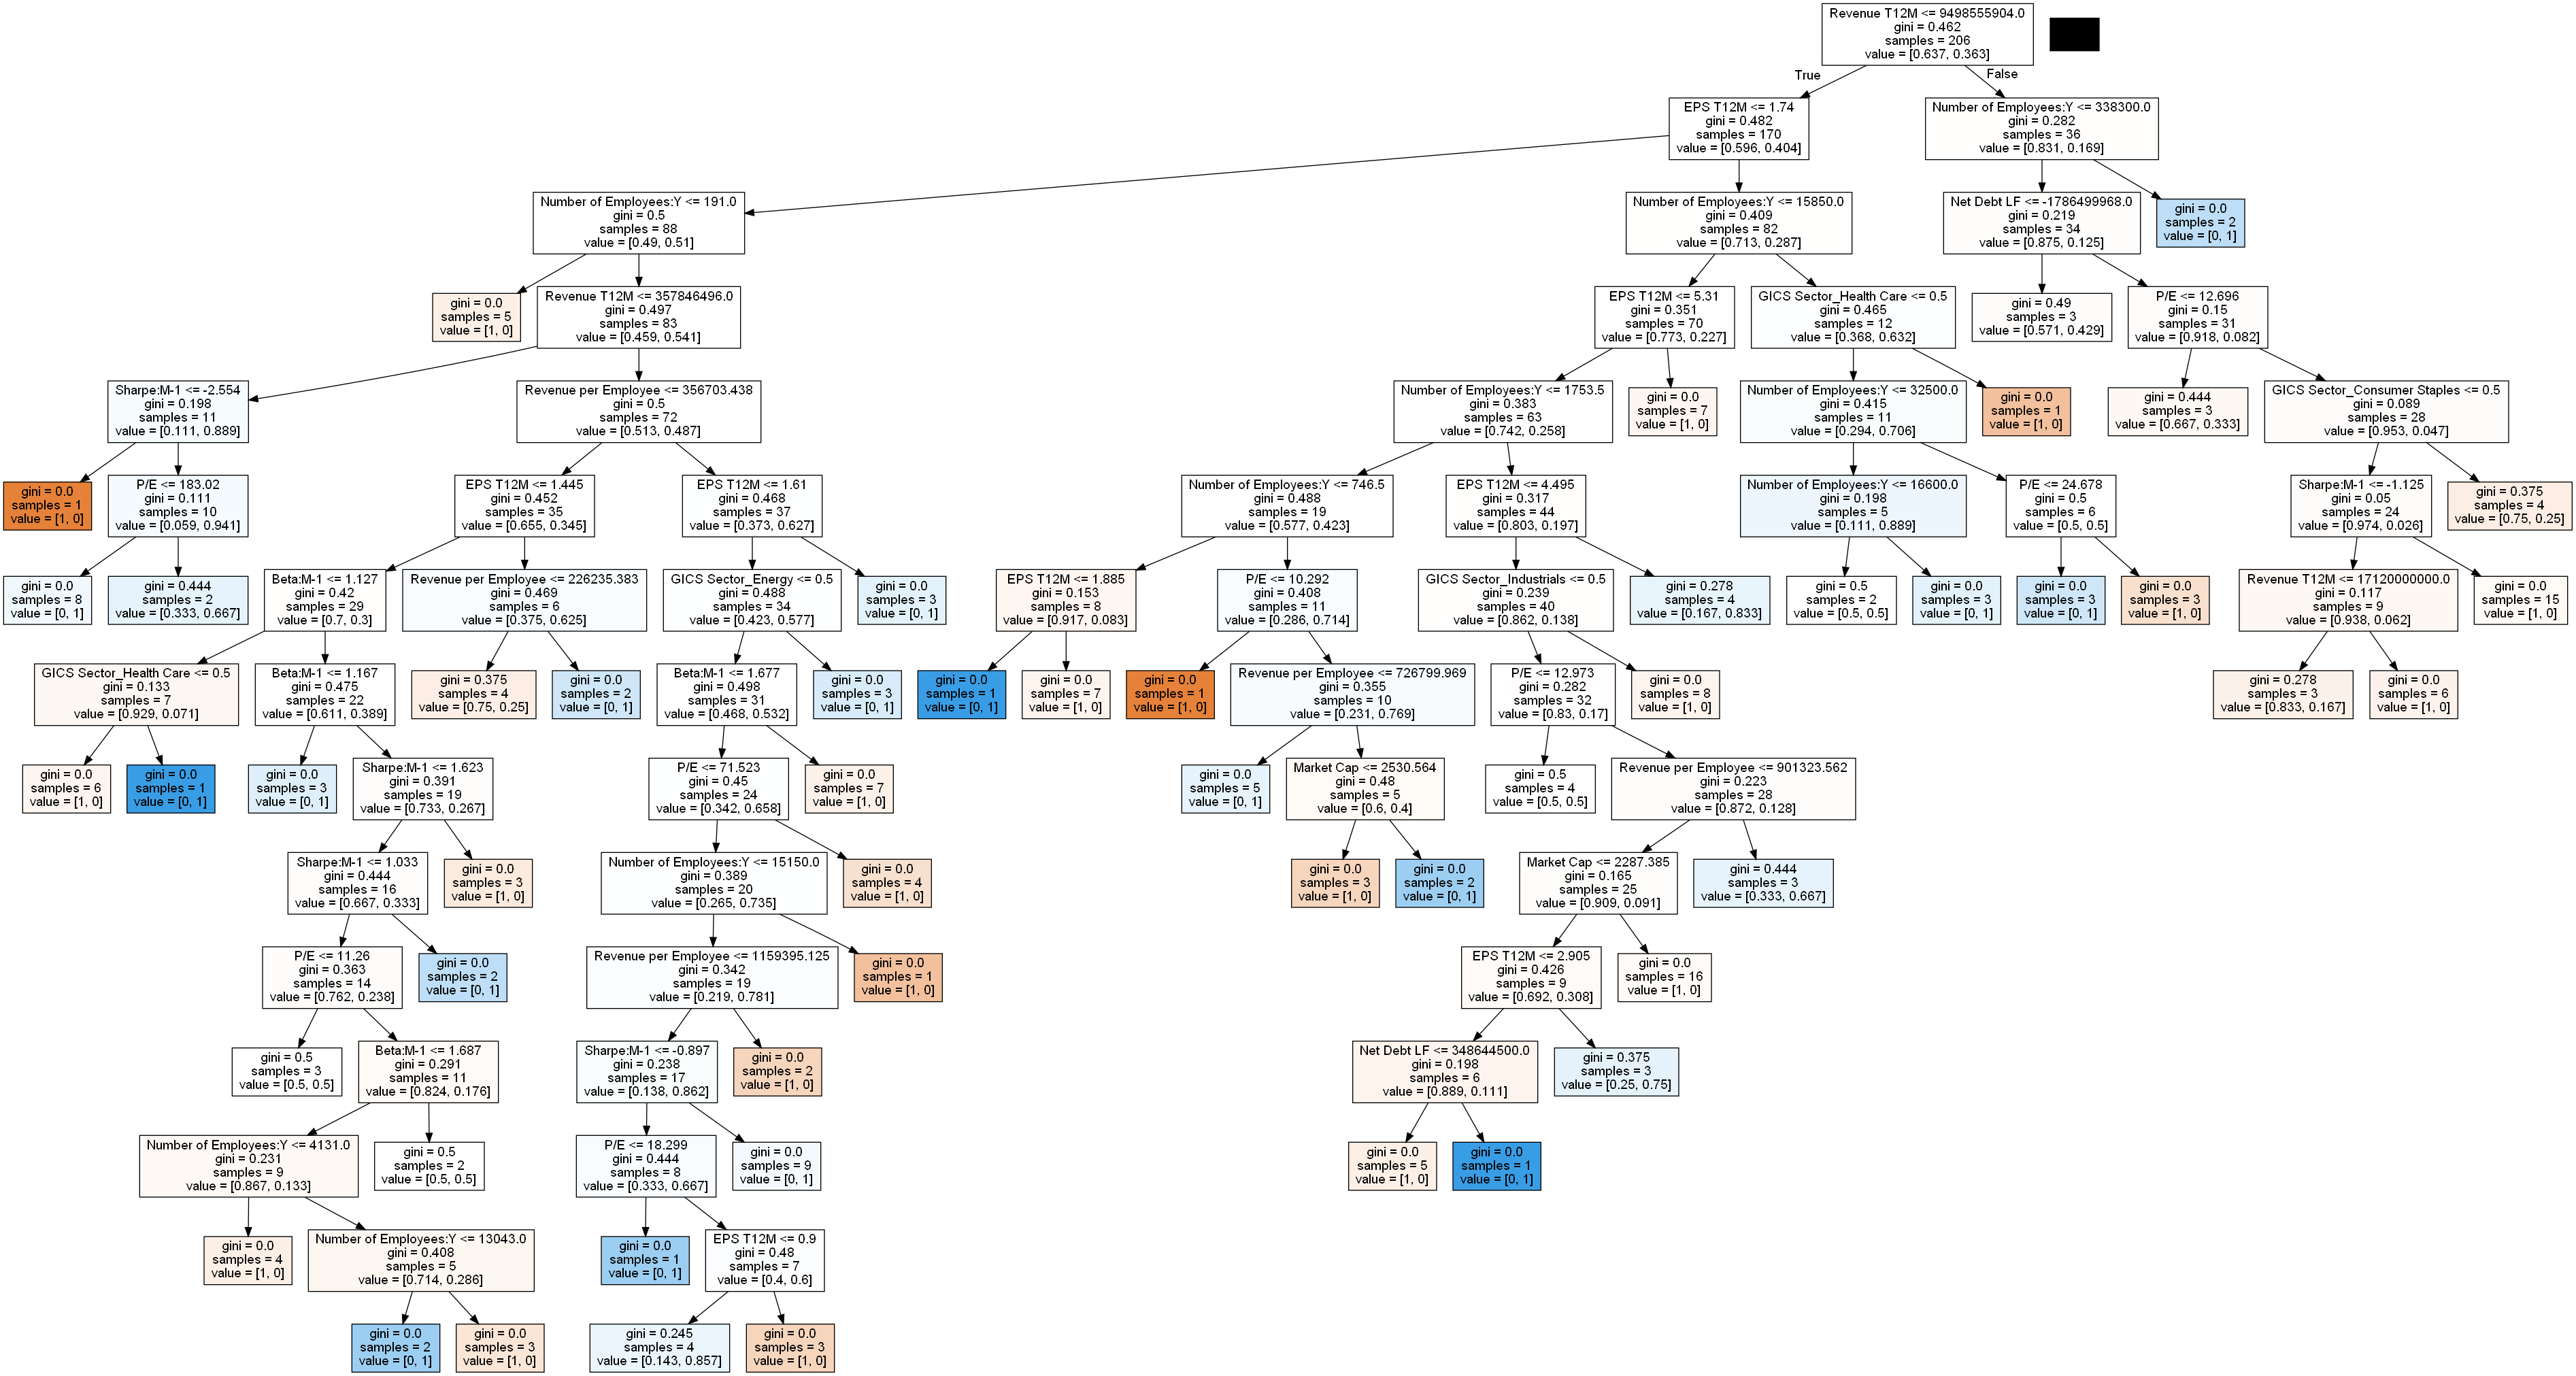 Revenue T12M <= 9498555904.0
gini = 0.462
samples = 206
value = [0.637, 0.363]
True
False
EPS T12M <= 1.74
gini = 0.482
samples = 170
value = [0.596, 0.404]
Number of Employees:Y <= 338300.0
gini = 0.282
samples = 36
value = [0.831, 0.169]
Number of Employees:Y <= 191.0
gini = 0.5
samples = 88
value = [0.49, 0.51]
Number of Employees:Y <= 15850.0
gini = 0.409
samples = 82
value = [0.713, 0.287]
Net Debt LF <= -1786499968.0
gini = 0.219
samples = 34
value = [0.875, 0.125]
gini = 0.0
samples = 2
value = [0, 1]
gini = 0.0
samples = 5
value = [1, 0]
Revenue T12M <= 357846496.0
gini = 0.497
samples = 83
value = [0.459, 0.541]
EPS T12M <= 5.31
gini = 0.351
samples = 70
value = [0.773, 0.227]
GICS Sector_Health Care <= 0.5
gini = 0.465
samples = 12
value = [0.368, 0.632]
gini = 0.49
samples = 3
value = [0.571, 0.429]
P/E <= 12.696
gini = 0.15
samples = 31
value = [0.918, 0.082]
Sharpe:M-1 <= -2.554
gini = 0.198
samples = 11
value = [0.111, 0.889]
Revenue per Employee <= 356703.438
gini = 0.5
samples = 72
value = [0.513, 0.487]
Number of Employees:Y <= 1753.5
gini = 0.383
samples = 63
value = [0.742, 0.258]
gini = 0.0
samples = 7
value = [1, 0]
Number of Employees:Y <= 32500.0
gini = 0.415
samples = 11
value = [0.294, 0.706]
gini = 0.0
samples = 1
value = [1, 0]
gini = 0.444
samples = 3
value = [0.667, 0.333]
GICS Sector_Consumer Staples <= 0.5
gini = 0.089
samples = 28
value = [0.953, 0.047]
gini = 0.0
samples = 1
value = [1, 0]
P/E <= 183.02
gini = 0.111
samples = 10
value = [0.059, 0.941]
EPS T12M <= 1.445
gini = 0.452
samples = 35
value = [0.655, 0.345]
EPS T12M <= 1.61
gini = 0.468
samples = 37
value = [0.373, 0.627]
Number of Employees:Y <= 746.5
gini = 0.488
samples = 19
value = [0.577, 0.423]
EPS T12M <= 4.495
gini = 0.317
samples = 44
value = [0.803, 0.197]
Number of Employees:Y <= 16600.0
gini = 0.198
samples = 5
value = [0.111, 0.889]
P/E <= 24.678
gini = 0.5
samples = 6
value = [0.5, 0.5]
Sharpe:M-1 <= -1.125
gini = 0.05
samples = 24
value = [0.974, 0.026]
gini = 0.375
samples = 4
value = [0.75, 0.25]
gini = 0.0
samples = 8
value = [0, 1]
gini = 0.444
samples = 2
value = [0.333, 0.667]
Beta:M-1 <= 1.127
gini = 0.42
samples = 29
value = [0.7, 0.3]
Revenue per Employee <= 226235.383
gini = 0.469
samples = 6
value = [0.375, 0.625]
GICS Sector_Energy <= 0.5
gini = 0.488
samples = 34
value = [0.423, 0.577]
gini = 0.0
samples = 3
value = [0, 1]
EPS T12M <= 1.885
gini = 0.153
samples = 8
value = [0.917, 0.083]
P/E <= 10.292
gini = 0.408
samples = 11
value = [0.286, 0.714]
GICS Sector_Industrials <= 0.5
gini = 0.239
samples = 40
value = [0.862, 0.138]
gini = 0.278
samples = 4
value = [0.167, 0.833]
gini = 0.5
samples = 2
value = [0.5, 0.5]
gini = 0.0
samples = 3
value = [0, 1]
gini = 0.0
samples = 3
value = [0, 1]
gini = 0.0
samples = 3
value = [1, 0]
Revenue T12M <= 17120000000.0
gini = 0.117
samples = 9
value = [0.938, 0.062]
gini = 0.0
samples = 15
value = [1, 0]
GICS Sector_Health Care <= 0.5
gini = 0.133
samples = 7
value = [0.929, 0.071]
Beta:M-1 <= 1.167
gini = 0.475
samples = 22
value = [0.611, 0.389]
gini = 0.375
samples = 4
value = [0.75, 0.25]
gini = 0.0
samples = 2
value = [0, 1]
Beta:M-1 <= 1.677
gini = 0.498
samples = 31
value = [0.468, 0.532]
gini = 0.0
samples = 3
value = [0, 1]
gini = 0.0
samples = 1
value = [0, 1]
gini = 0.0
samples = 7
value = [1, 0]
gini = 0.0
samples = 1
value = [1, 0]
Revenue per Employee <= 726799.969
gini = 0.355
samples = 10
value = [0.231, 0.769]
P/E <= 12.973
gini = 0.282
samples = 32
value = [0.83, 0.17]
gini = 0.0
samples = 8
value = [1, 0]
gini = 0.278
samples = 3
value = [0.833, 0.167]
gini = 0.0
samples = 6
value = [1, 0]
gini = 0.0
samples = 6
value = [1, 0]
gini = 0.0
samples = 1
value = [0, 1]
gini = 0.0
samples = 3
value = [0, 1]
Sharpe:M-1 <= 1.623
gini = 0.391
samples = 19
value = [0.733, 0.267]
P/E <= 71.523
gini = 0.45
samples = 24
value = [0.342, 0.658]
gini = 0.0
samples = 7
value = [1, 0]
gini = 0.0
samples = 5
value = [0, 1]
Market Cap <= 2530.564
gini = 0.48
samples = 5
value = [0.6, 0.4]
gini = 0.5
samples = 4
value = [0.5, 0.5]
Revenue per Employee <= 901323.562
gini = 0.223
samples = 28
value = [0.872, 0.128]
Sharpe:M-1 <= 1.033
gini = 0.444
samples = 16
value = [0.667, 0.333]
gini = 0.0
samples = 3
value = [1, 0]
Number of Employees:Y <= 15150.0
gini = 0.389
samples = 20
value = [0.265, 0.735]
gini = 0.0
samples = 4
value = [1, 0]
gini = 0.0
samples = 3
value = [1, 0]
gini = 0.0
samples = 2
value = [0, 1]
Market Cap <= 2287.385
gini = 0.165
samples = 25
value = [0.909, 0.091]
gini = 0.444
samples = 3
value = [0.333, 0.667]
P/E <= 11.26
gini = 0.363
samples = 14
value = [0.762, 0.238]
gini = 0.0
samples = 2
value = [0, 1]
Revenue per Employee <= 1159395.125
gini = 0.342
samples = 19
value = [0.219, 0.781]
gini = 0.0
samples = 1
value = [1, 0]
EPS T12M <= 2.905
gini = 0.426
samples = 9
value = [0.692, 0.308]
gini = 0.0
samples = 16
value = [1, 0]
gini = 0.5
samples = 3
value = [0.5, 0.5]
Beta:M-1 <= 1.687
gini = 0.291
samples = 11
value = [0.824, 0.176]
Sharpe:M-1 <= -0.897
gini = 0.238
samples = 17
value = [0.138, 0.862]
gini = 0.0
samples = 2
value = [1, 0]
Net Debt LF <= 348644500.0
gini = 0.198
samples = 6
value = [0.889, 0.111]
gini = 0.375
samples = 3
value = [0.25, 0.75]
Number of Employees:Y <= 4131.0
gini = 0.231
samples = 9
value = [0.867, 0.133]
gini = 0.5
samples = 2
value = [0.5, 0.5]
P/E <= 18.299
gini = 0.444
samples = 8
value = [0.333, 0.667]
gini = 0.0
samples = 9
value = [0, 1]
gini = 0.0
samples = 5
value = [1, 0]
gini = 0.0
samples = 1
value = [0, 1]
gini = 0.0
samples = 4
value = [1, 0]
Number of Employees:Y <= 13043.0
gini = 0.408
samples = 5
value = [0.714, 0.286]
gini = 0.0
samples = 1
value = [0, 1]
EPS T12M <= 0.9
gini = 0.48
samples = 7
value = [0.4, 0.6]
gini = 0.0
samples = 2
value = [0, 1]
gini = 0.0
samples = 3
value = [1, 0]
gini = 0.245
samples = 4
value = [0.143, 0.857]
gini = 0.0
samples = 3
value = [1, 0]